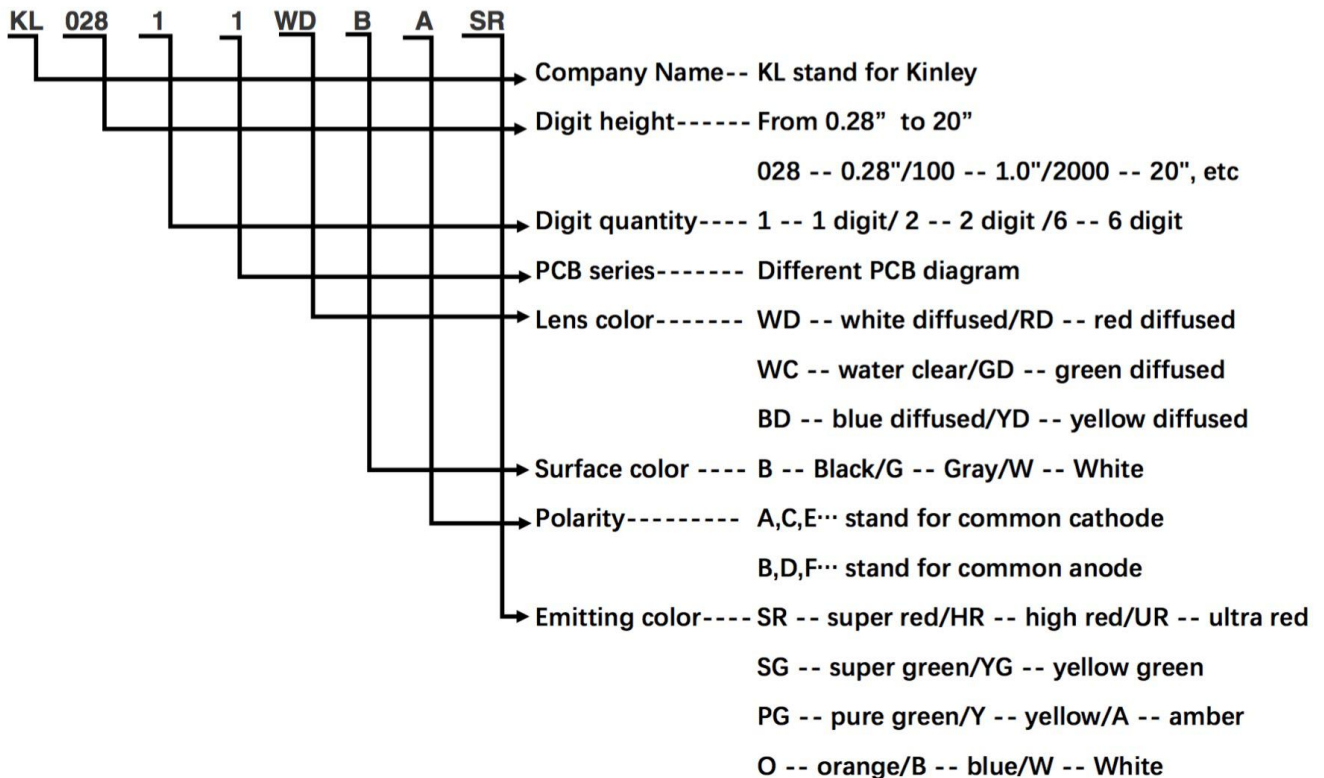 KL 028 1 1 WD B A SR
Company Name-- KL stand for Kinley
Digit height------ From 0.28” to 20”
028 -- 0.28"/100 -- 1.0"/2000 -- 20", etc
Digit quantity---- 1 -- 1 digit/ 2 -- 2 digit /6 -- 6 digit
PCB series------- Different PCB diagram
Lens color------- WD -- white diffused/RD -- red diffused
WC -- water clear/GD -- green diffused
BD -- blue diffused/YD -- yellow diffused
Surface color ---- B -- Black/G -- Gray/W -- White
Polarity--------- A,C,E··· stand for common cathode
B,D,F··· stand for common anode
Emitting color---- SR -- super red/HR -- high red/UR -- ultra red
SG -- super green/YG -- yellow green
PG -- pure green/Y -- yellow/A -- amber
O -- orange/B -- blue/W -- White